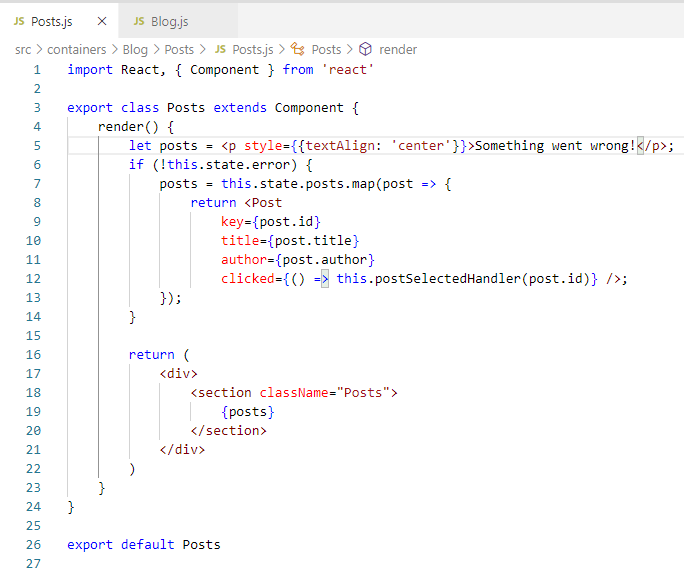 JS Posts.js × JS Blog.js
src > containers > Blog > Posts > JS Posts.js > Posts > render
1 import React, { Component } from 'react'
2
3 export class Posts extends Component {
4     render() {
5         let posts = <p style={{textAlign: 'center'}}>Something went wrong!</p>;
6         if (!this.state.error) {
7             posts = this.state.posts.map(post => {
8                 return <Post
9                     key={post.id}
10                     title={post.title}
11                     author={post.author}
12                     clicked={() => this.postSelectedHandler(post.id)} />;
13             });
14         }
15
16         return (
17             <div>
18                 <section className="Posts">
19                     {posts}
20                 </section>
21             </div>
22         )
23     }
24 }
25
26 export default Posts
27